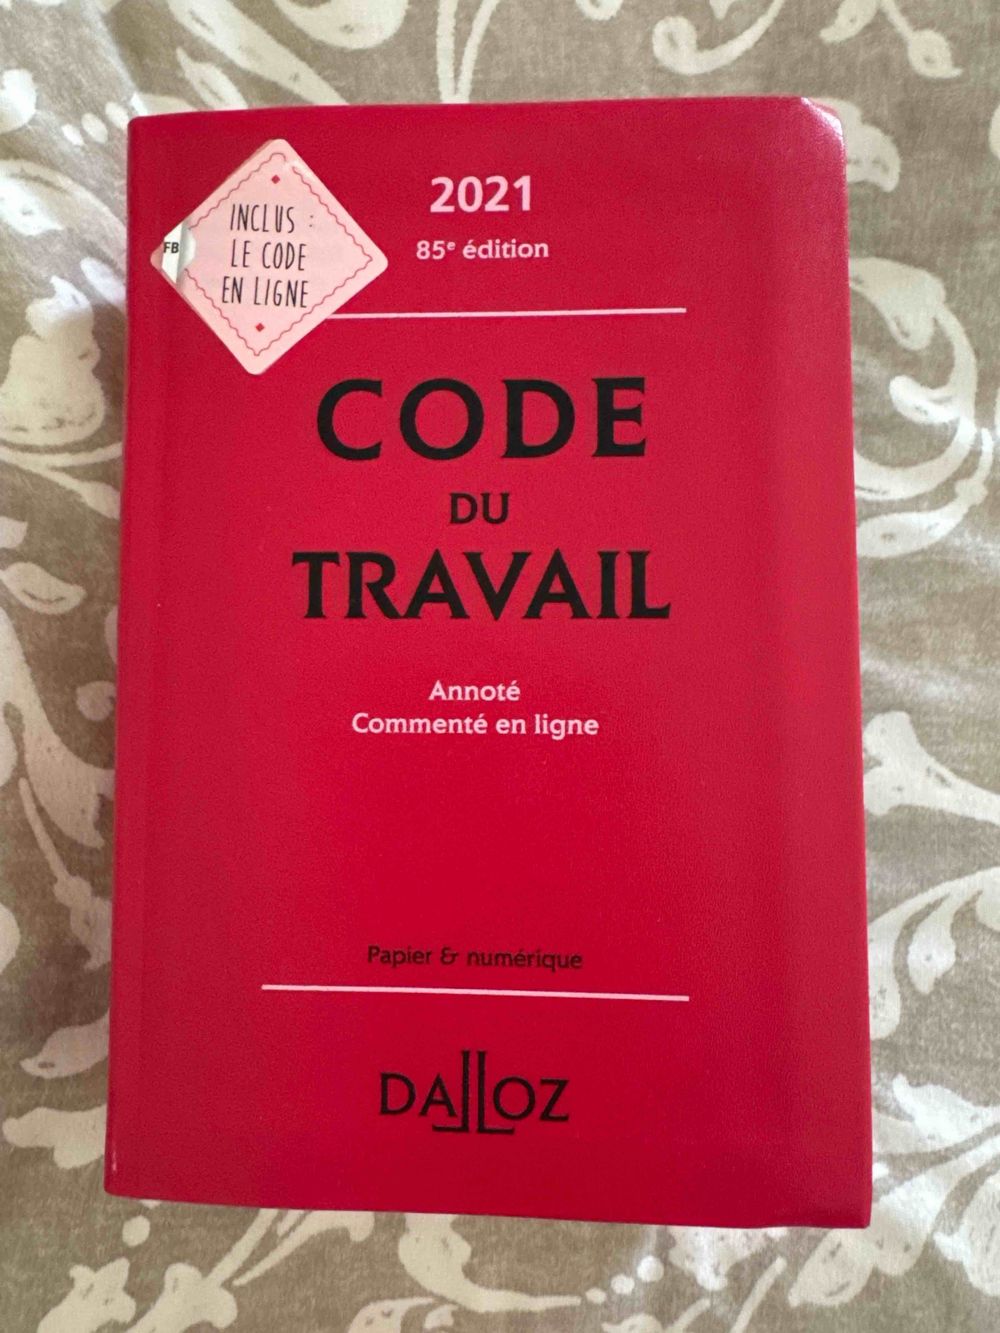 2021
85e édition
INCLUS :
LE CODE
EN LIGNE
FB
CODE
DU
TRAVAIL
Annoté
Commenté en ligne
Papier & numérique
DALLOZ